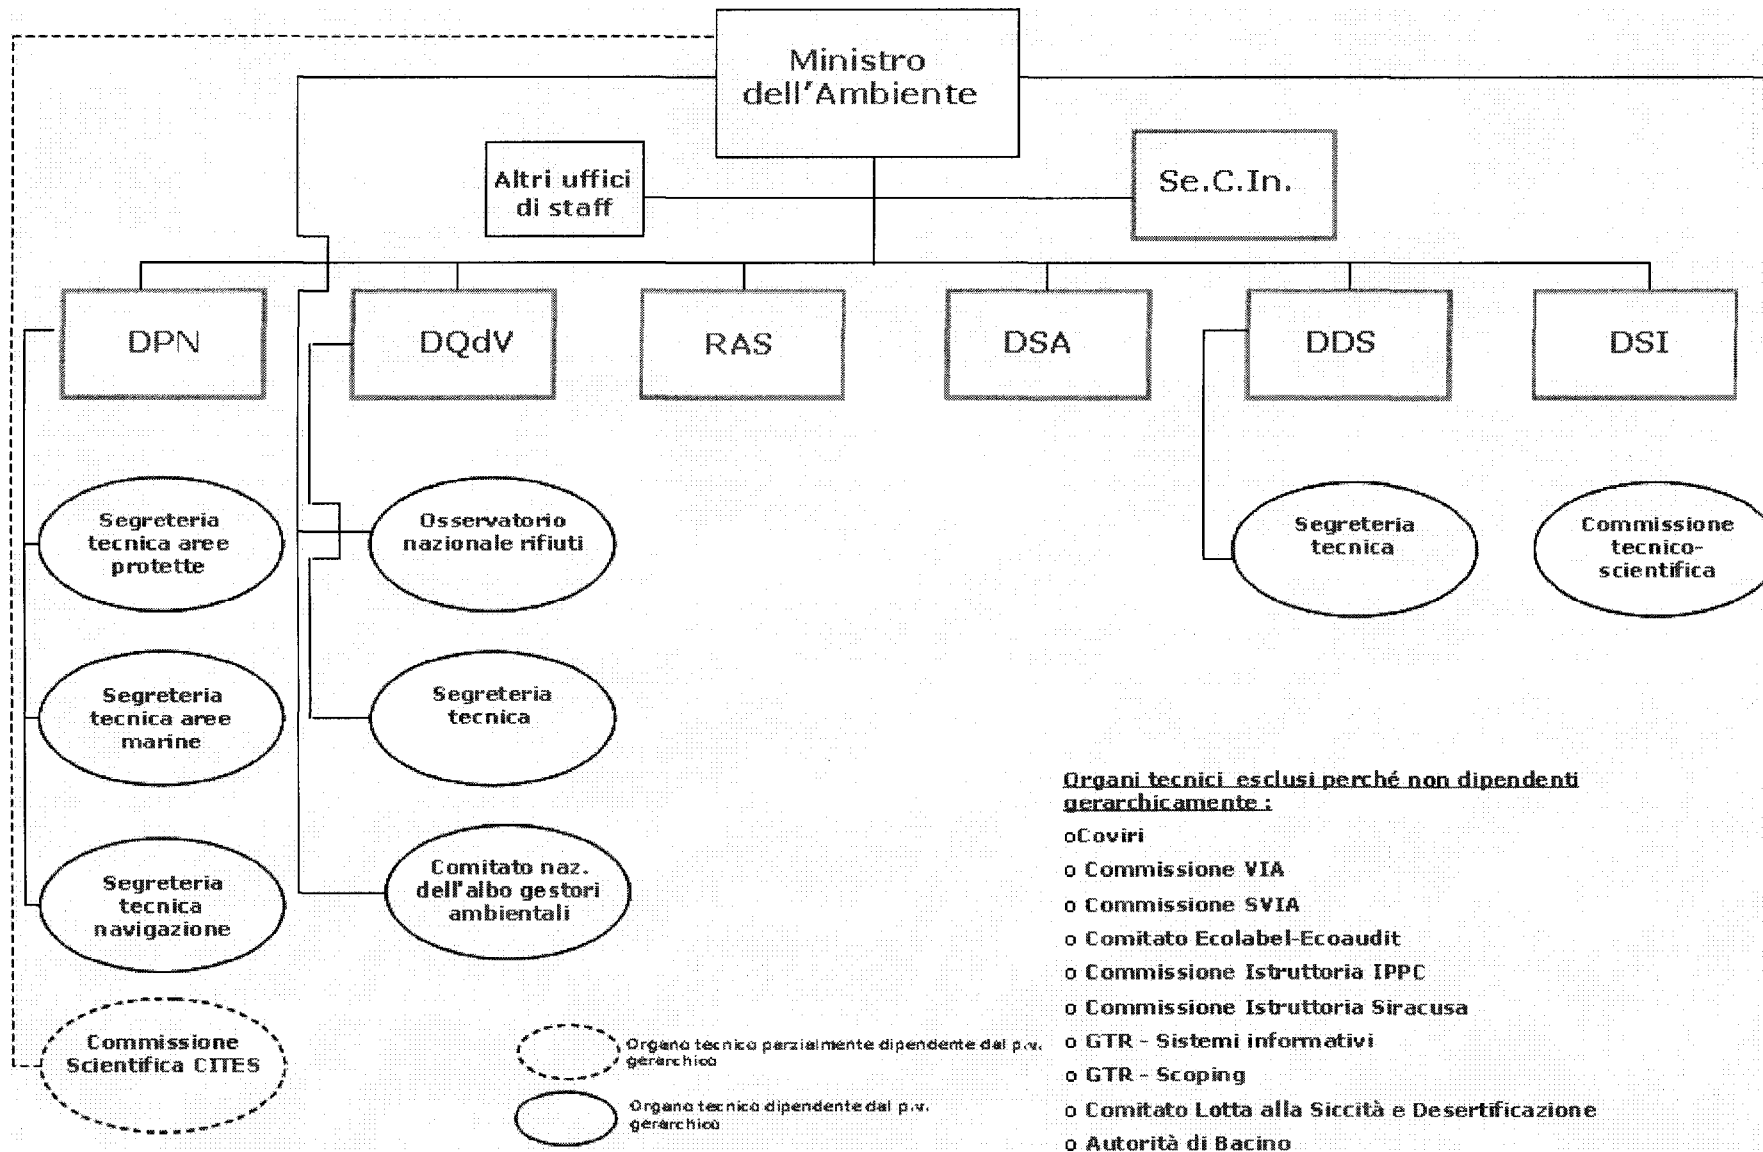 Ministro
dell'Ambiente
Altri uffici
di staff
Se.C.In.
DPN
DQdV
RAS
DSA
DDS
DSI
Segreteria
tecnica aree
protette
Osservatorio
nazionale rifiuti
Segreteria
tecnica
Commissione
tecnico-
scientifica
Segreteria
tecnica aree
marine
Segreteria
tecnica
Segreteria
tecnica
navigazione
Comitato naz.
dell'albo gestori
ambientali
Commissione
Scientifica CITES
Organo tecnico parzialmente dipendente dal p.v.
gerarchico
Organo tecnico dipendente dal p.v.
gerarchico
Organi tecnici esclusi perché non dipendenti
gerarchicamente :
oCoviri
o Commissione VIA
o Commissione SVIA
o Comitato Ecolabel-Ecoaudit
o Commissione Istruttoria IPPC
o Commissione Istruttoria Siracusa
o GTR - Sistemi informativi
o GTR - Scoping
o Comitato Lotta alla Siccità e Desertificazione
o Autorità di Bacino